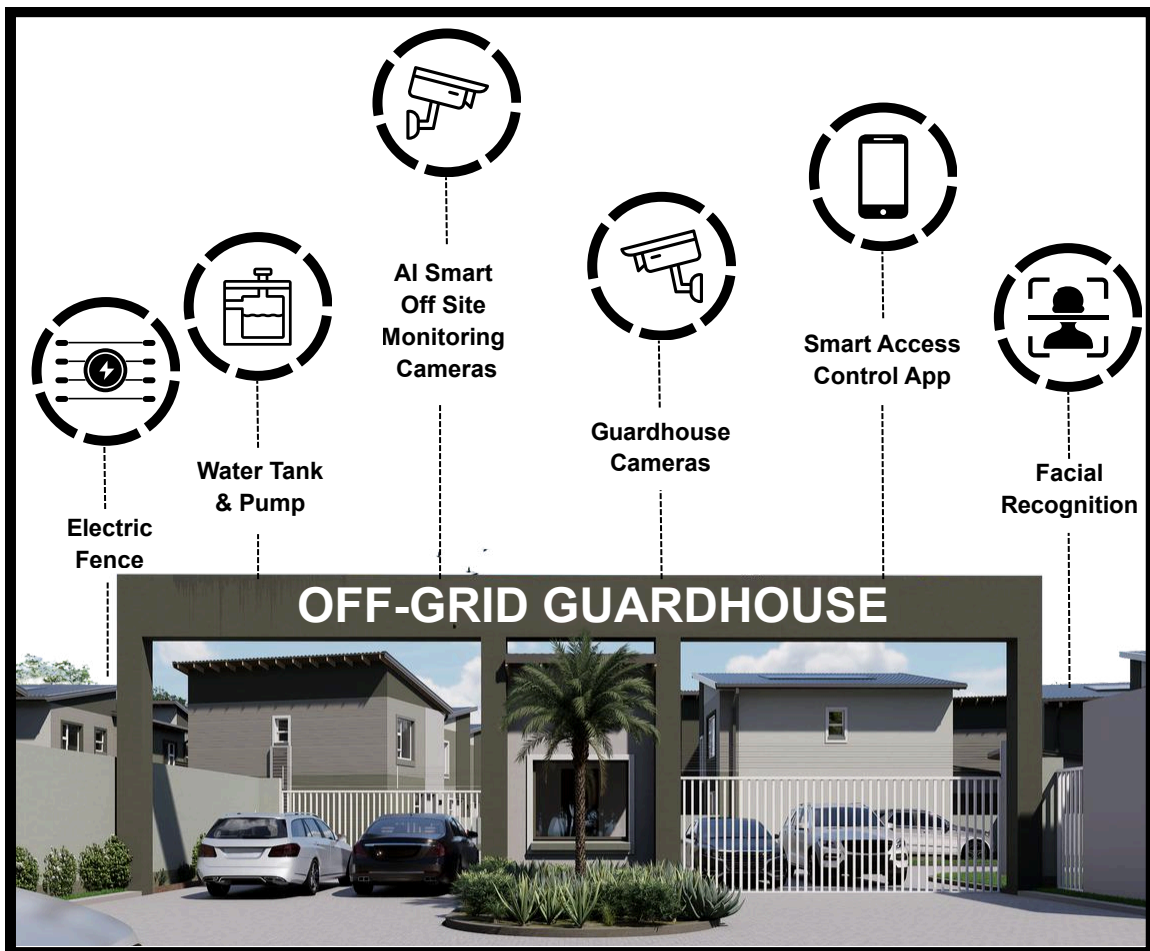 AI Smart
Off Site
Monitoring
Cameras
Smart Access
Control App
Guardhouse
Cameras
Water Tank
& Pump
Facial
Recognition
Electric
Fence
OFF-GRID GUARDHOUSE